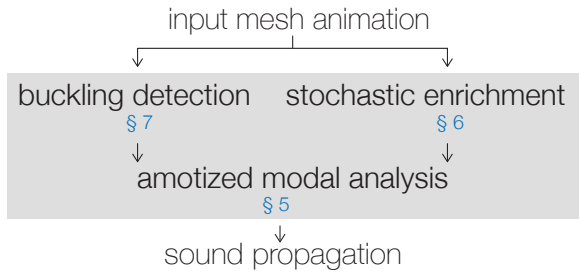 input mesh animation
buckling detection stochastic enrichment
§ 7 § 6
amotized modal analysis
§ 5
sound propagation